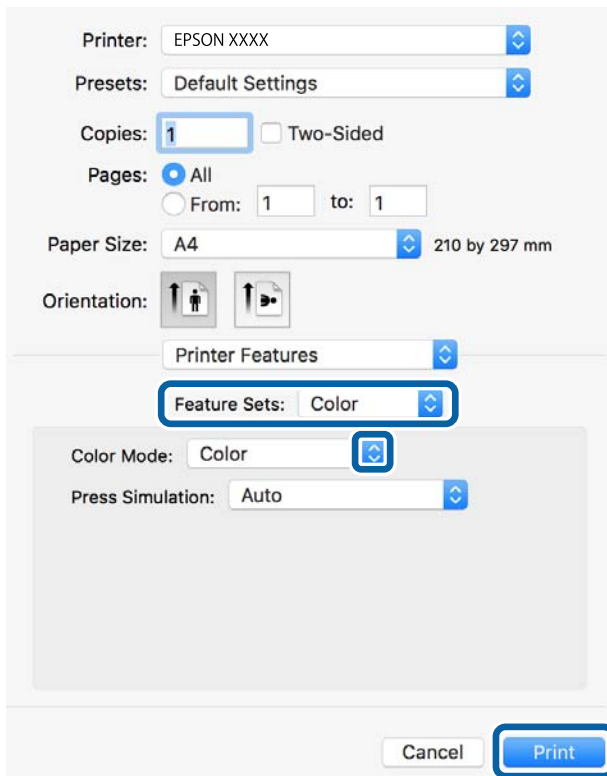 Printer: EPSON XXXX
Presets: Default Settings
Copies: 1 Two-Sided
Pages: All
From: 1 to: 1
Paper Size: A4 210 by 297 mm
Orientation:
Printer Features
Feature Sets: Color
Color Mode: Color
Press Simulation: Auto
Cancel Print